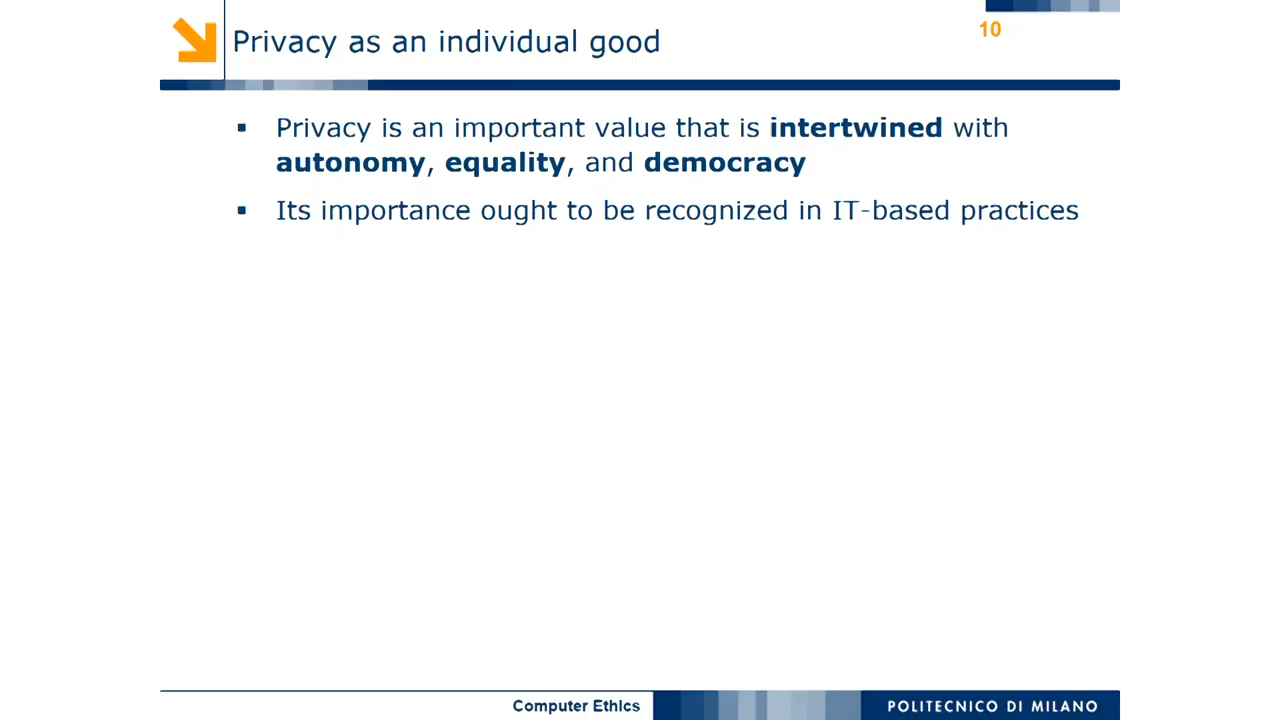 Privacy as an individual good
10
▪ Privacy is an important value that is intertwined with
autonomy, equality, and democracy
▪ Its importance ought to be recognized in IT-based practices
Computer Ethics
POLITECNICO DI MILANO